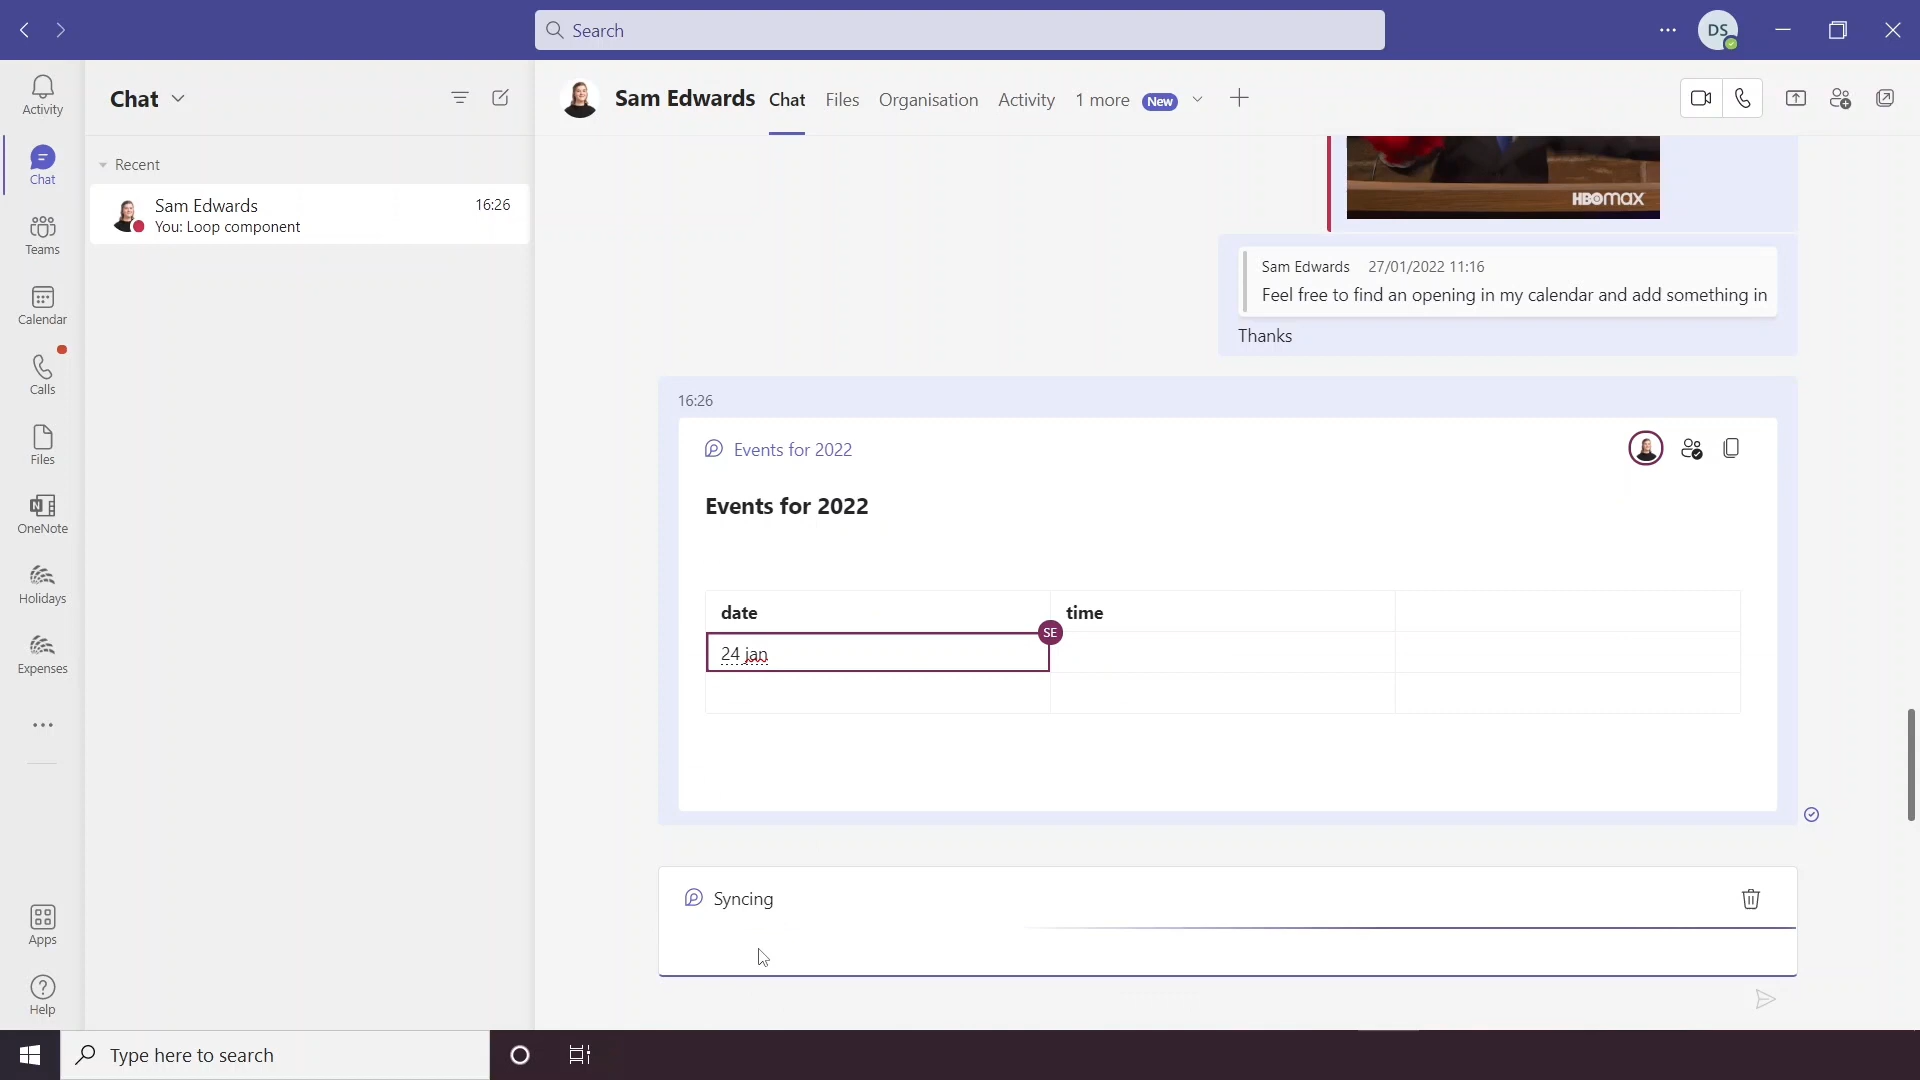 Search
DS
Activity
Chat
Teams
Calendar
Calls
Files
OneNote
Holidays
Expenses
Apps
Help
Chat
Recent
Sam Edwards 16:26
You: Loop component
Sam Edwards Chat Files Organisation Activity 1 more New
HBOMAX
Sam Edwards 27/01/2022 11:16
Feel free to find an opening in my calendar and add something in
Thanks
16:26
Events for 2022
Events for 2022
date time
SE
24 jan
Syncing
Type here to search